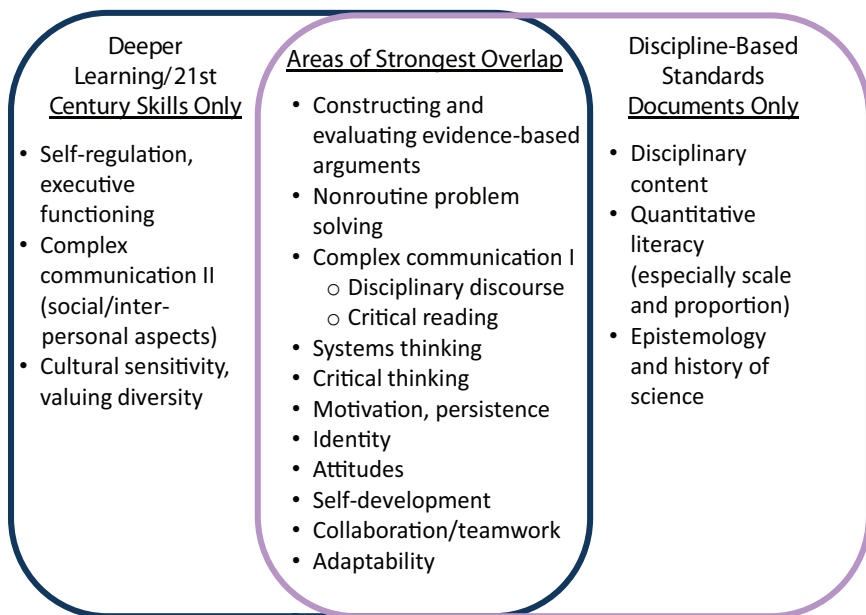 Deeper
Learning/21st
Century Skills Only
• Self-regulation,
executive
functioning
• Complex
communication II
(social/inter-
personal aspects)
• Cultural sensitivity,
valuing diversity
Areas of Strongest Overlap
• Constructing and
evaluating evidence-based
arguments
• Nonroutine problem
solving
• Complex communication I
o Disciplinary discourse
o Critical reading
• Systems thinking
• Critical thinking
• Motivation, persistence
• Identity
• Attitudes
• Self-development
• Collaboration/teamwork
• Adaptability
Discipline-Based
Standards
Documents Only
• Disciplinary
content
• Quantitative
literacy
(especially scale
and proportion)
• Epistemology
and history of
science